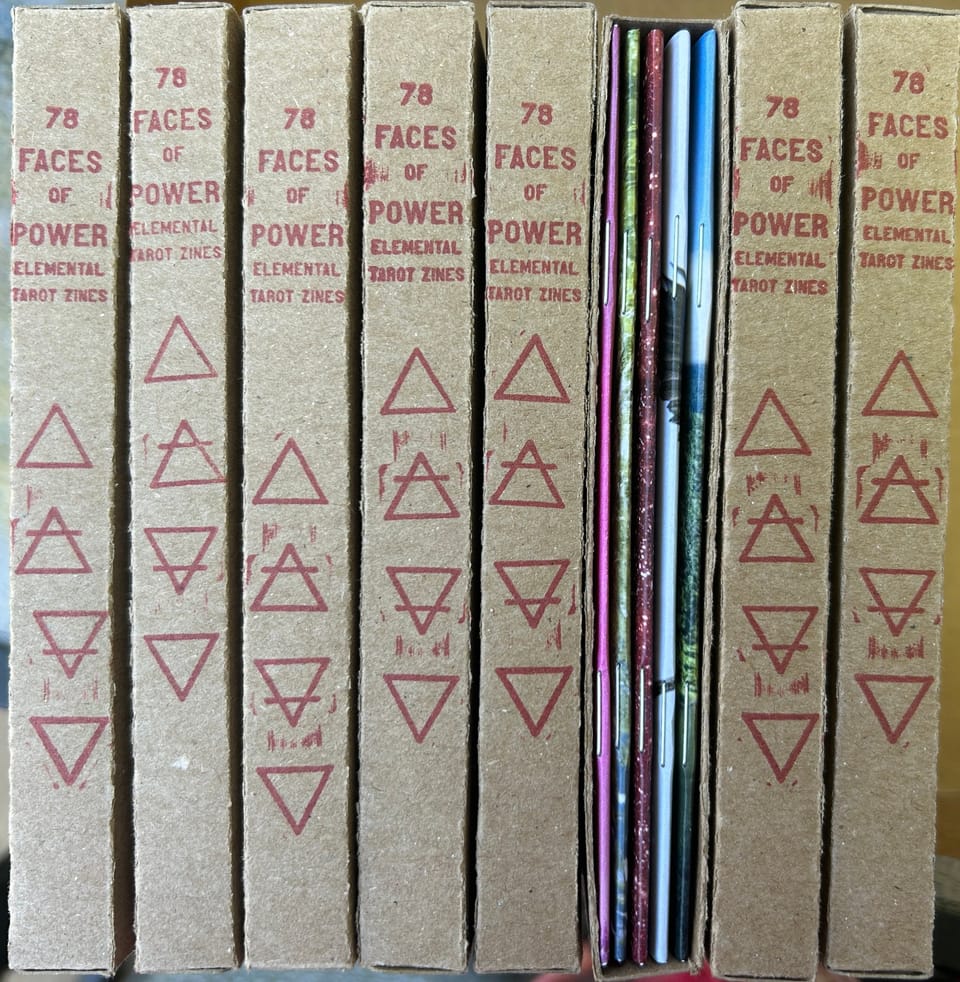 78
FACES
OF
POWER
ELEMENTAL
TAROT ZINES
78
FACES
OF
POWER
ELEMENTAL
TAROT ZINES
78
FACES
OF
POWER
ELEMENTAL
TAROT ZINES
78
FACES
OF
POWER
ELEMENTAL
TAROT ZINES
78
FACES
OF
POWER
ELEMENTAL
TAROT ZINES
78
FACES
OF
POWER
ELEMENTAL
TAROT ZINES
78
FACES
OF
POWER
ELEMENTAL
TAROT ZINES